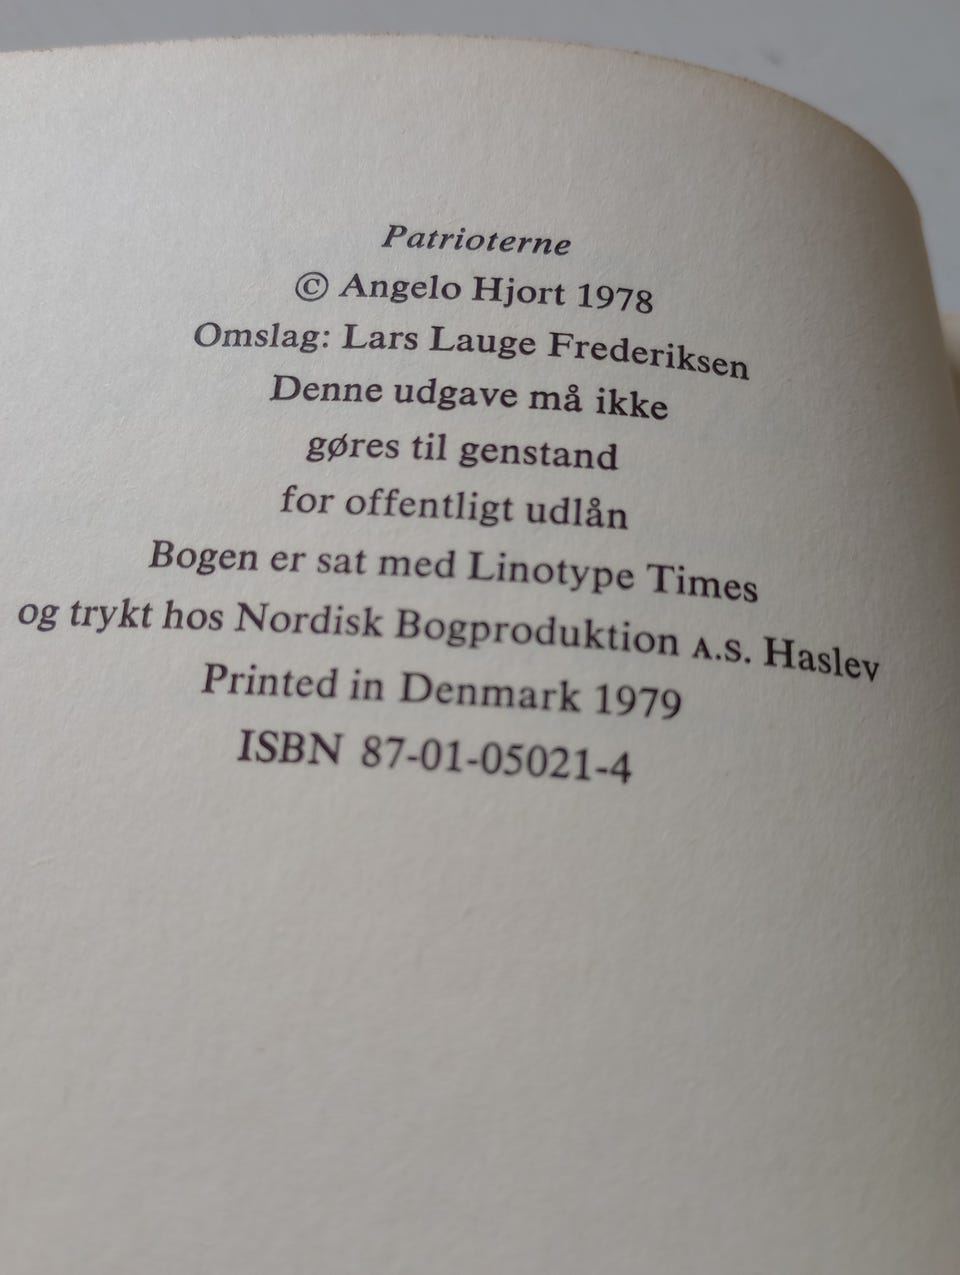 Patrioterne
© Angelo Hjort 1978
Omslag: Lars Lauge Frederiksen
Denne udgave må ikke
gøres til genstand
for offentligt udlån
Bogen er sat med Linotype Times
og trykt hos Nordisk Bogproduktion A.S. Haslev
Printed in Denmark 1979
ISBN 87-01-05021-4